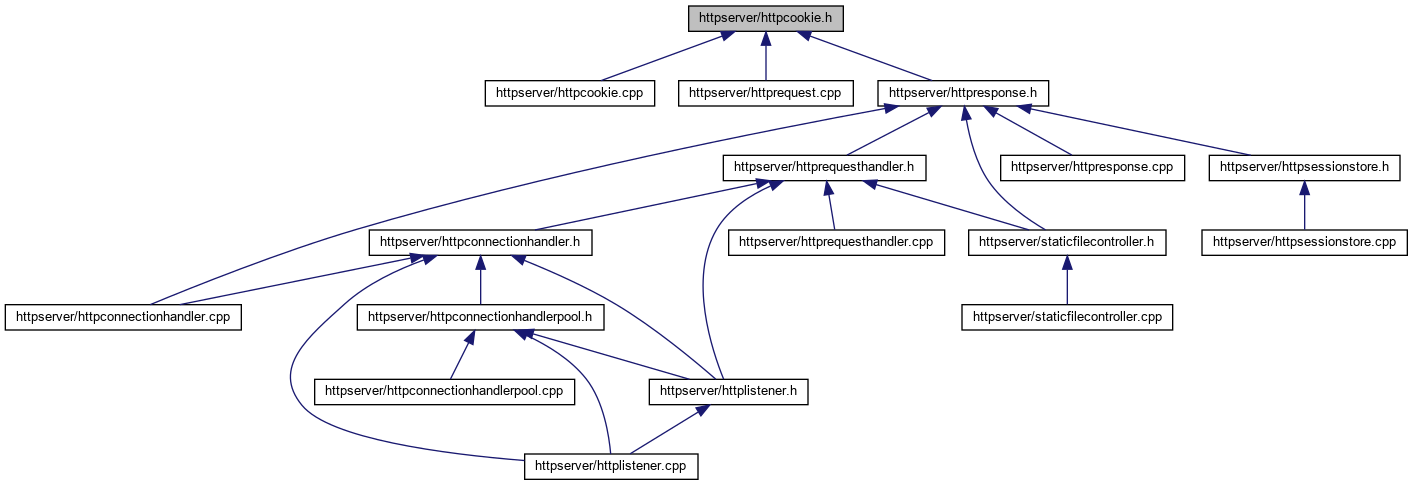 httpserver/httpcookie.h
httpserver/httpcookie.cpp
httpserver/httprequest.cpp
httpserver/httpresponse.h
httpserver/httprequesthandler.h
httpserver/httpresponse.cpp
httpserver/httpsessionstore.h
httpserver/httpconnectionhandler.h
httpserver/httprequesthandler.cpp
httpserver/staticfilecontroller.h
httpserver/httpsessionstore.cpp
httpserver/httpconnectionhandler.cpp
httpserver/httpconnectionhandlerpool.h
httpserver/staticfilecontroller.cpp
httpserver/httpconnectionhandlerpool.cpp
httpserver/httplistener.h
httpserver/httplistener.cpp